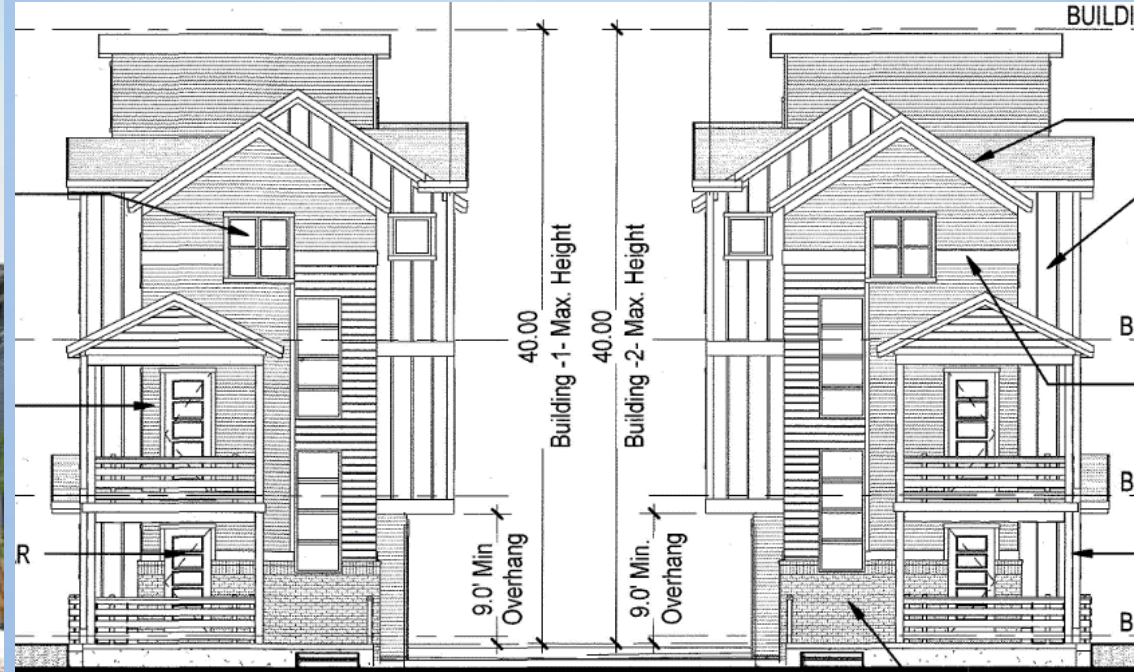 BUILDI
40.00
Building -1- Max. Height
40.00
Building -2- Max. Height
B
B
R
9.0' Min
Overhang
9.0' Min.
Overhang
B